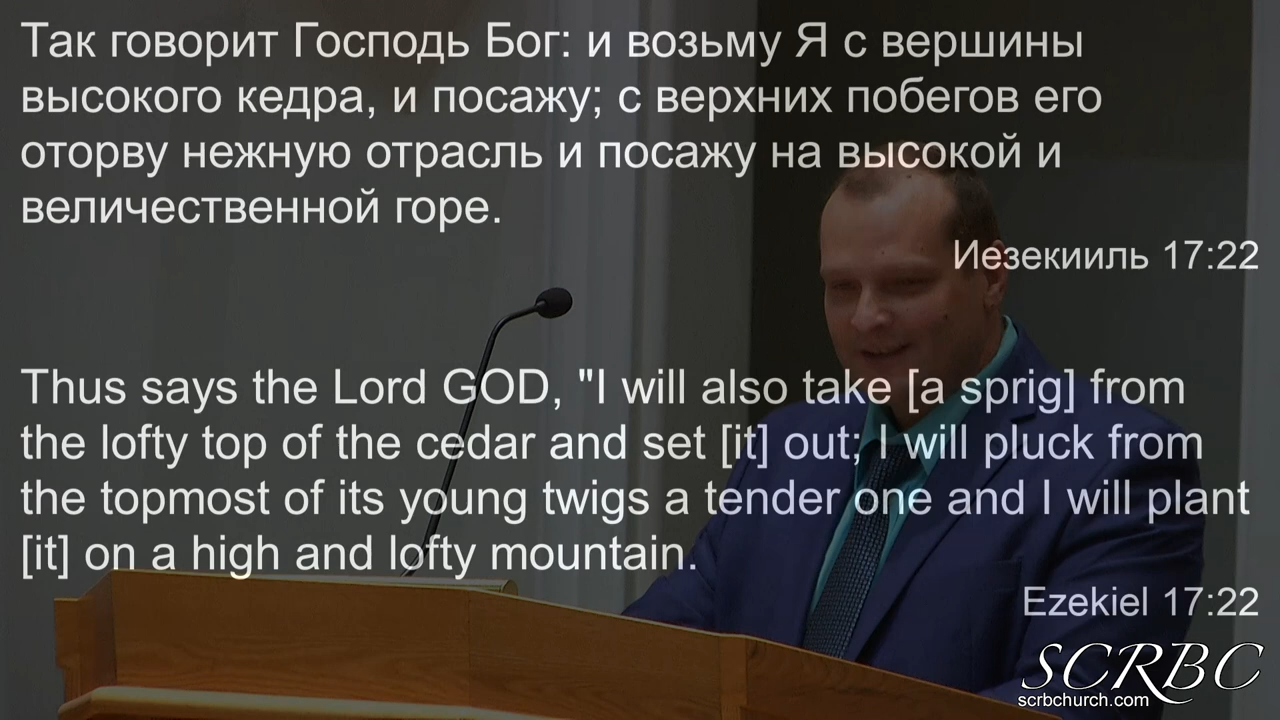 Так говорит Господь Бог: и возьму Я с вершины
высокого кедра, и посажу; с верхних побегов его
оторву нежную отрасль и посажу на высокой и
величественной горе.
Иезекииль 17:22
Thus says the Lord GOD, "I will also take [a sprig] from
the lofty top of the cedar and set [it] out; I will pluck from
the topmost of its young twigs a tender one and I will plant
[it] on a high and lofty mountain.
Ezekiel 17:22
SCRBC
scrbchurch.com